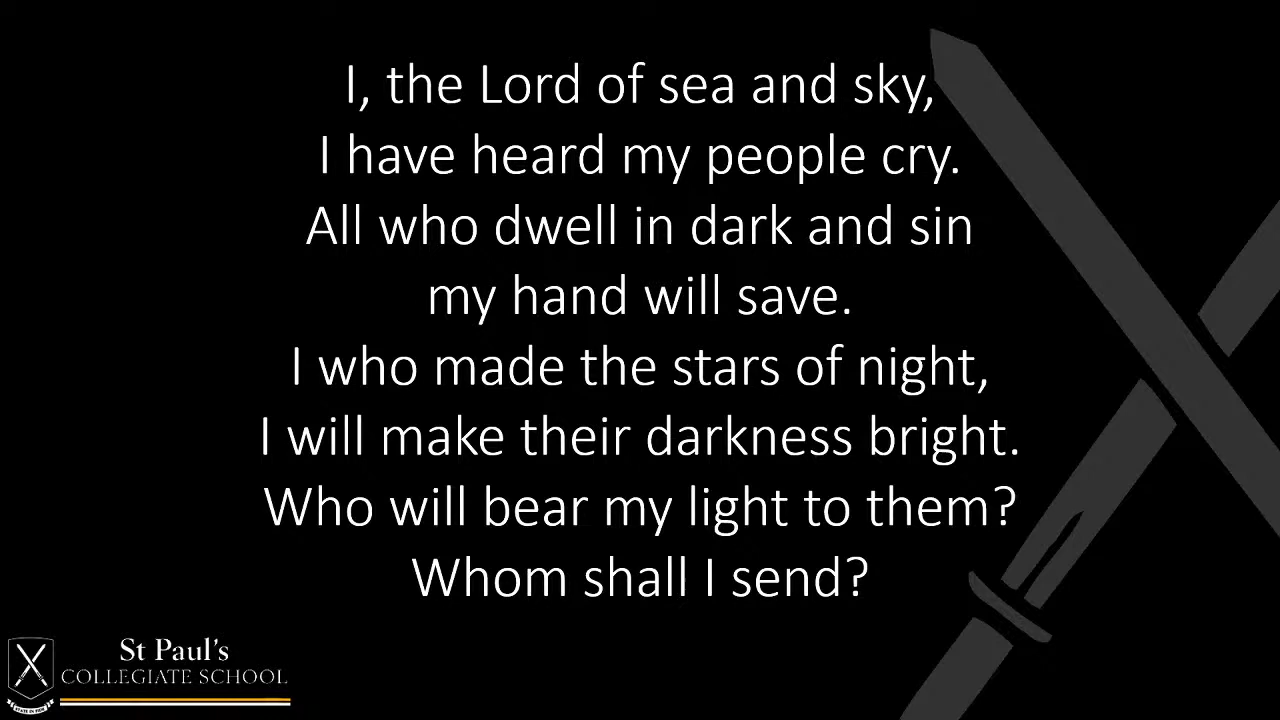 I, the Lord of sea and sky,
I have heard my people cry.
All who dwell in dark and sin
my hand will save.
I who made the stars of night,
I will make their darkness bright.
Who will bear my light to them?
Whom shall I send?
St Paul's
COLLEGIATE SCHOOL